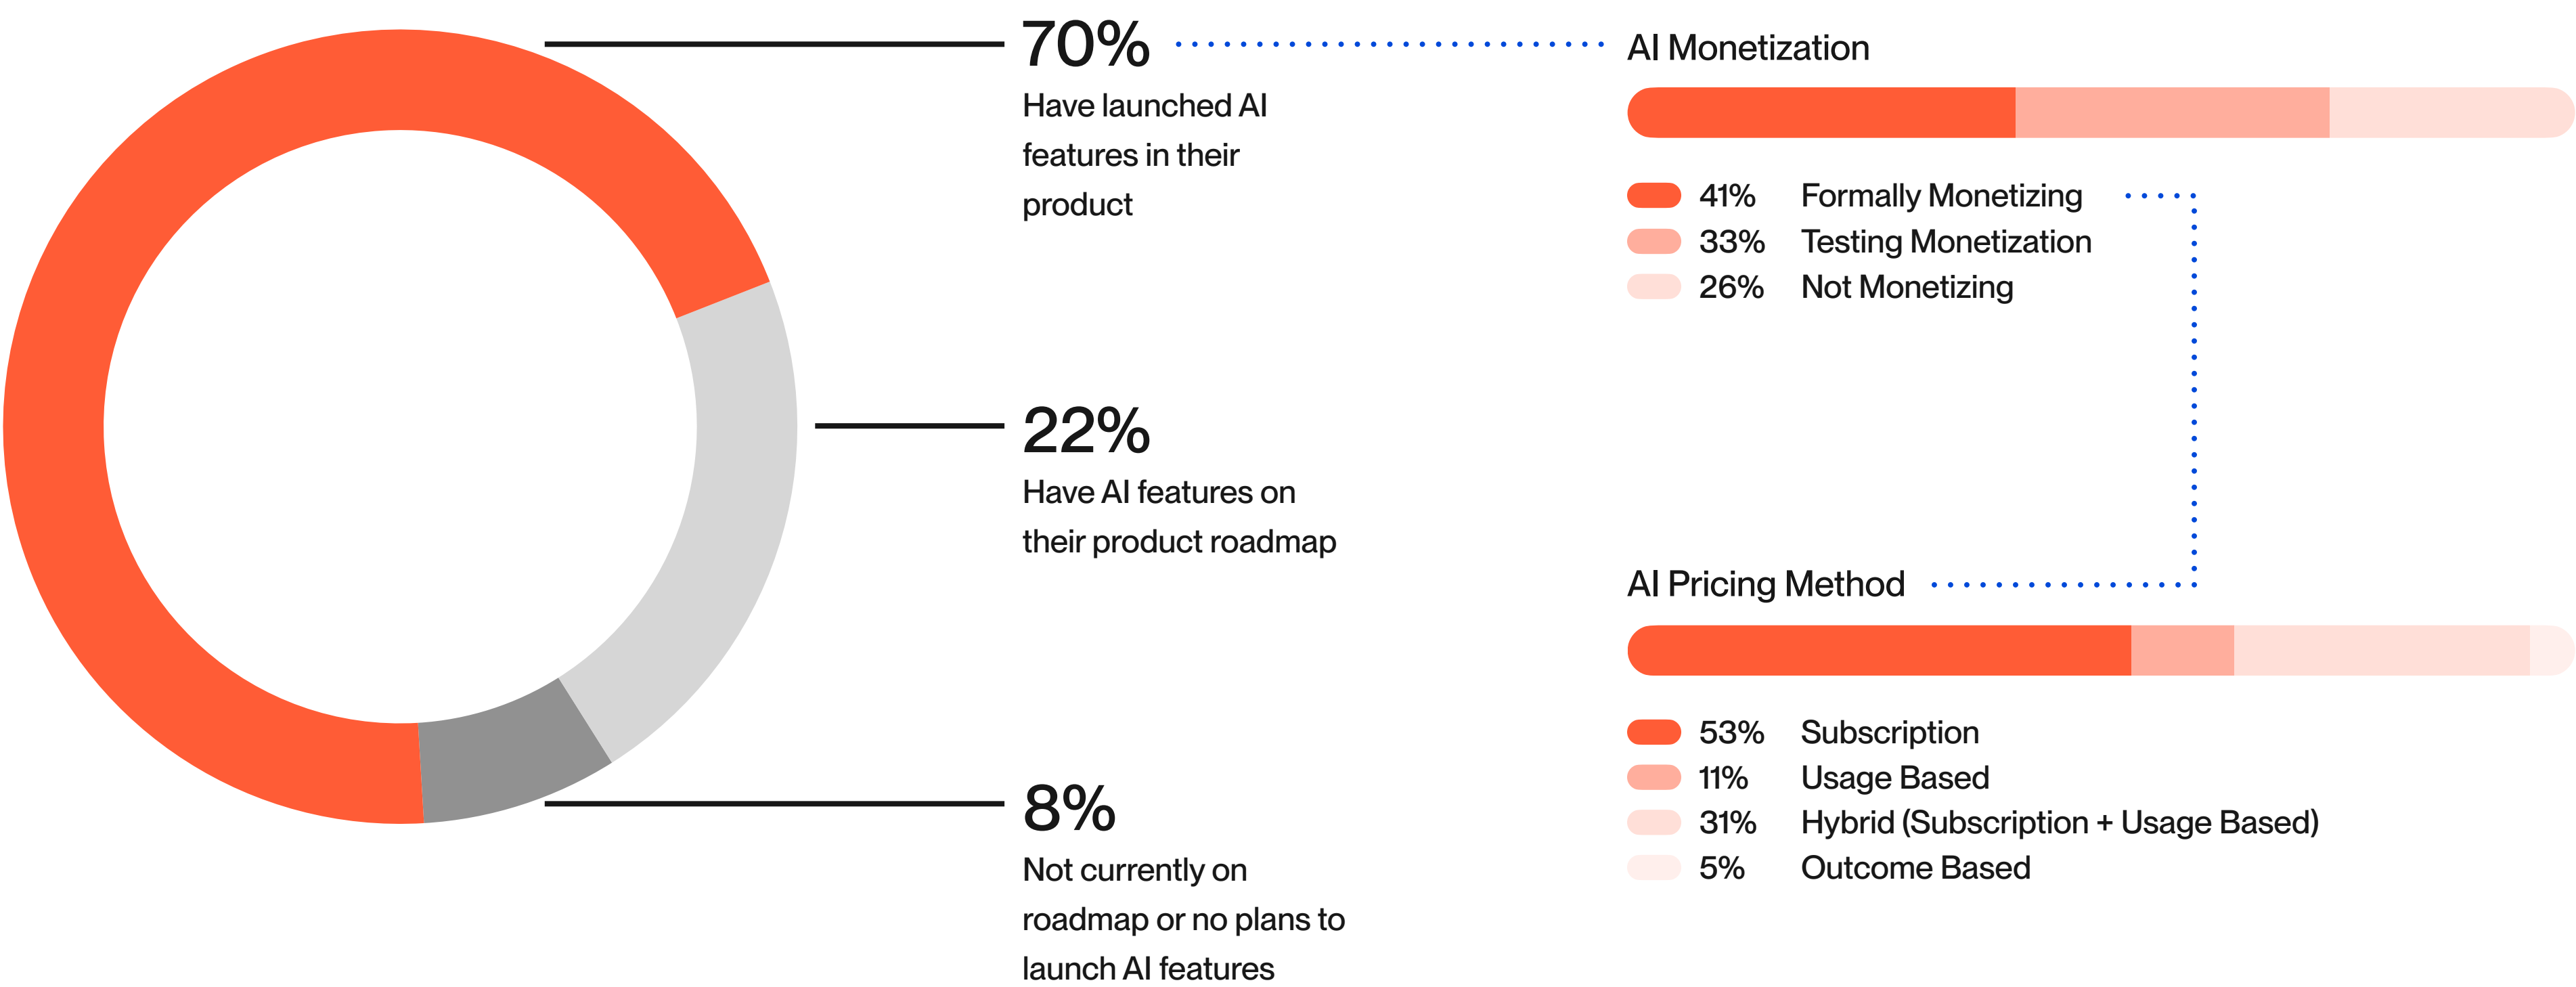 70%
Have launched AI
features in their
product
22%
Have AI features on
their product roadmap
8%
Not currently on
roadmap or no plans to
launch AI features
AI Monetization
41% Formally Monetizing
33% Testing Monetization
26% Not Monetizing
AI Pricing Method
53% Subscription
11% Usage Based
31% Hybrid (Subscription + Usage Based)
5% Outcome Based